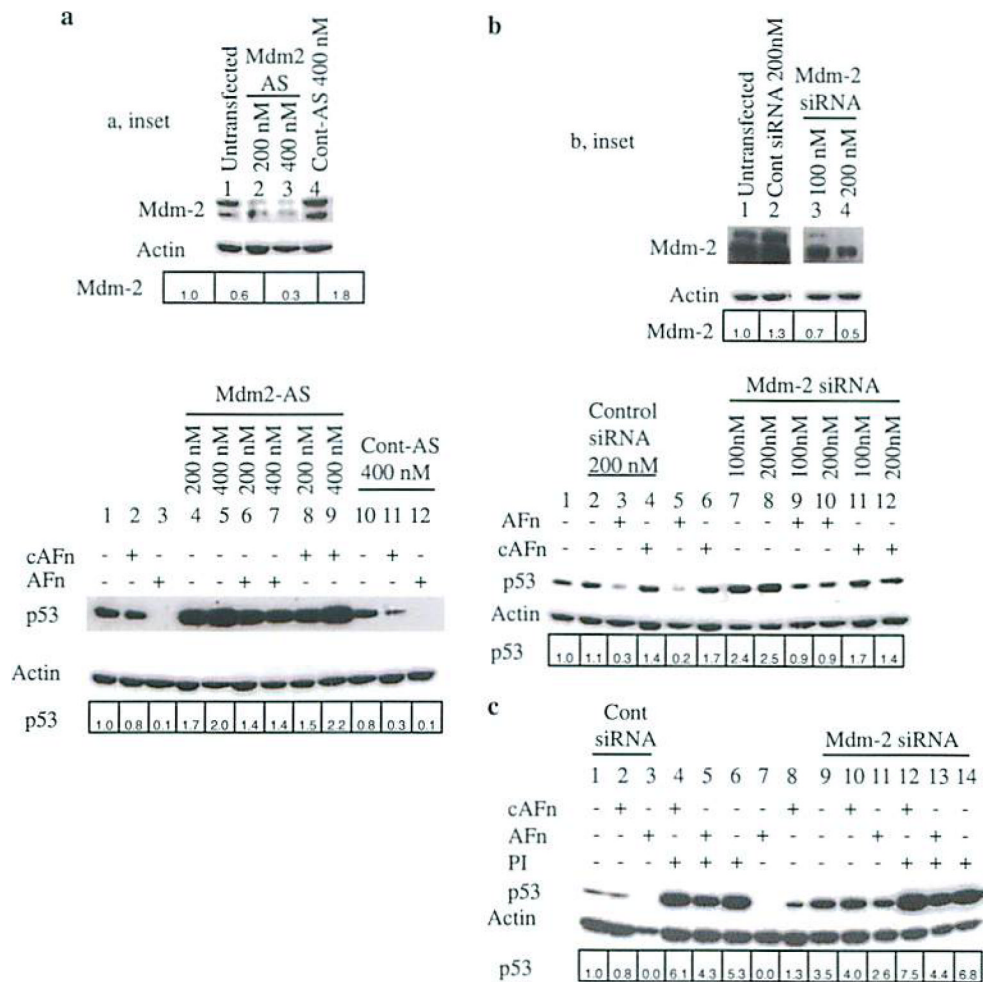 a
Mdm2
AS
Untransfected
200 nM
400 nM
Cont-AS 400 nM
a, inset
1 2 3 4
Mdm-2
Actin
Mdm-2 1.0 0.6 0.3 1.8
Mdm2-AS
Cont-AS
400 nM
200 nM 400 nM 200 nM 400 nM 200 nM 400 nM
1 2 3 4 5 6 7 8 9 10 11 12
cAFn - + - - - - - + + - + -
AFn - - + - - + + - - - - +
p53
Actin
p53 1.0 0.8 0.1 1.7 2.0 1.4 1.4 1.5 2.2 0.8 0.3 0.1
b
Untransfected
Cont siRNA 200nM
Mdm-2
siRNA
100 nM
200 nM
b, inset
1 2 3 4
Mdm-2
Actin
Mdm-2 1.0 1.3 0.7 0.5
Mdm-2 siRNA
Control
siRNA
200 nM
100nM 200nM 100nM 200nM 100nM 200nM
1 2 3 4 5 6 7 8 9 10 11 12
AFn - - + - + - - - + + - -
cAFn - - - + - + - - - - + +
p53
Actin
p53 1.0 1.1 0.3 1.4 0.2 1.7 2.4 2.5 0.9 0.9 1.7 1.4
c
Cont
siRNA
Mdm-2 siRNA
1 2 3 4 5 6 7 8 9 10 11 12 13 14
cAFn - + - + - - - + - + - + - -
AFn - - + - + - + - - - + - + -
PI - - - + + + - - - - - + + +
p53
Actin
p53 1.0 0.8 0.0 6.1 4.3 5.3 0.0 1.3 3.5 4.0 2.6 7.5 4.4 6.8